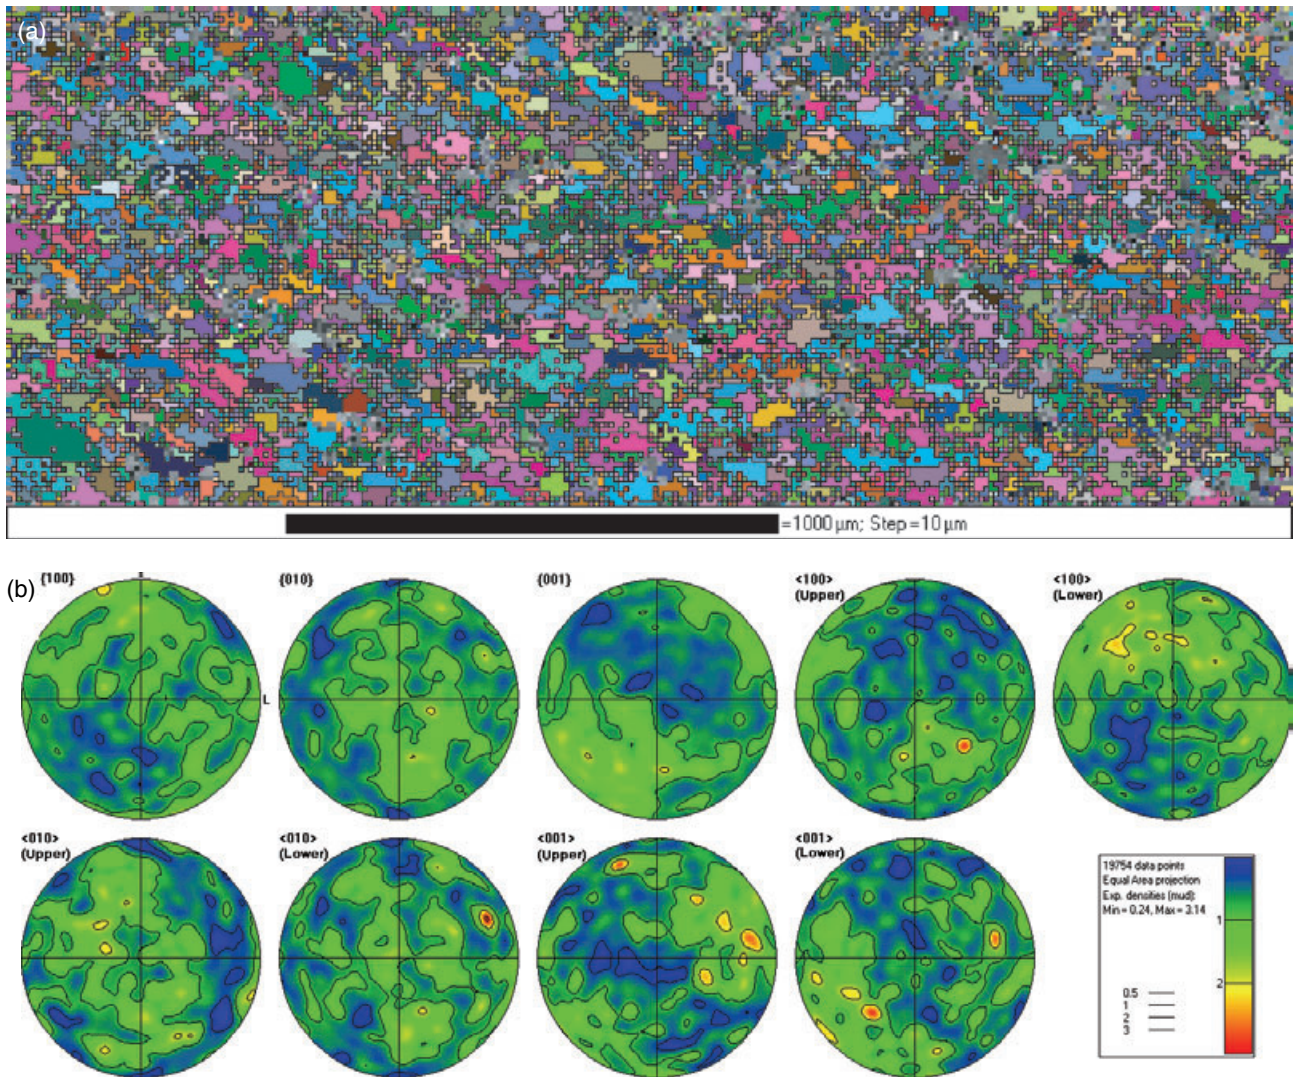 (a)
=1000 µm; Step=10 µm
(b)
{100}
{010}
{001}
<100>
(Upper)
<100>
(Lower)
L
<010>
(Upper)
<010>
(Lower)
<001>
(Upper)
<001>
(Lower)
19754 data points
Equal Area projection
Exp. densities (mud):
Min = 0.24, Max = 3.14
1
2
0.5
1
2
3